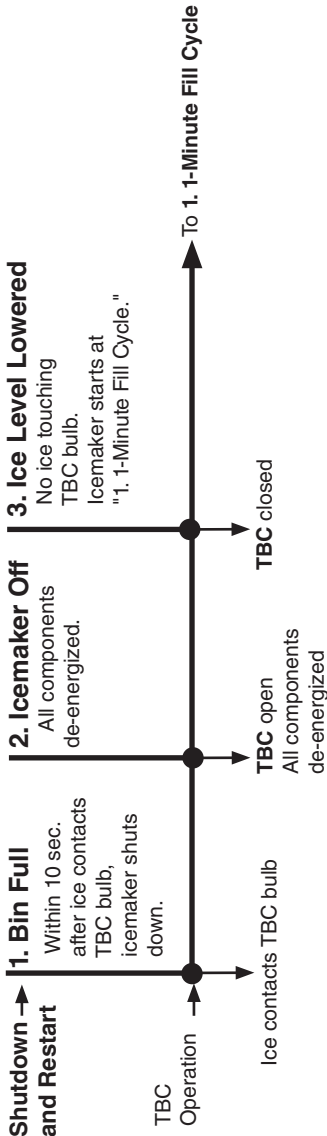 Shutdown
and Restart
1. Bin Full
Within 10 sec.
after ice contacts
TBC bulb,
icemaker shuts
down.
2. Icemaker Off
All components
de-energized.
3. Ice Level Lowered
No ice touching
TBC bulb.
Icemaker starts at
"1. 1-Minute Fill Cycle."
TBC
Operation
To 1. 1-Minute Fill Cycle
Ice contacts TBC bulb
TBC open
All components
de-energized
TBC closed